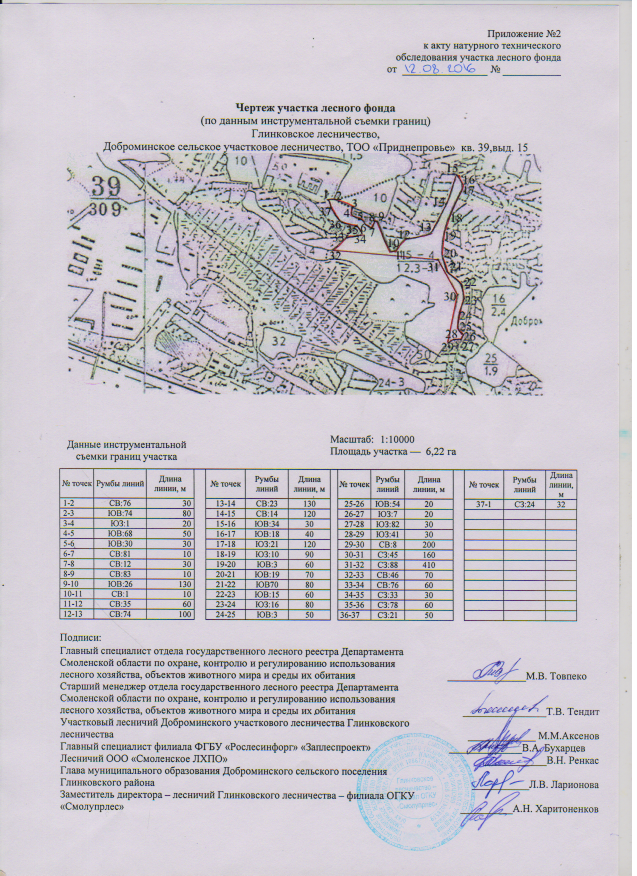 Приложение №2
к акту натурного технического
обследования участка лесного фонда
от 12.08.2016 №
Чертеж участка лесного фонда
(по данным инструментальной съемки границ)
Глинковское лесничество,
Доброминское сельское участковое лесничество, ТОО «Приднепровье» кв. 39,выд. 15
39
309
10
10
32
16
2.4
Добром
25
1.9
24-3
Масштаб: 1:10000
Площадь участка — 6,22 га
Данные инструментальной
съемки границ участка
№ точек Румбы линий Длина линии, м
1-2 СВ:76 30
2-3 ЮВ:74 80
3-4 ЮЗ:1 20
4-5 ЮВ:68 50
5-6 ЮВ:30 30
6-7 СВ:81 10
7-8 СВ:12 30
8-9 СВ:83 10
9-10 ЮВ:26 130
10-11 СВ:1 10
11-12 СВ:35 60
12-13 СВ:74 100
№ точек Румбы линий Длина линии, м
13-14 СВ:23 130
14-15 СВ:14 120
15-16 ЮВ:34 30
16-17 ЮВ:18 40
17-18 ЮЗ:21 120
18-19 ЮЗ:10 90
19-20 ЮВ:3 60
20-21 ЮВ:19 70
21-22 ЮВ70 80
22-23 ЮВ:15 60
23-24 ЮЗ:16 80
24-25 ЮВ:3 50
№ точек Румбы линий Длина линии, м
25-26 ЮВ:54 20
26-27 ЮЗ:7 20
27-28 ЮЗ:82 30
28-29 ЮЗ:41 30
29-30 СВ:8 200
30-31 СЗ:45 160
31-32 СЗ:88 410
32-33 СВ:46 70
33-34 СВ:76 60
34-35 СЗ:33 30
35-36 СЗ:78 60
36-37 СЗ:21 50
№ точек Румбы линий Длина линии, м
37-1 СЗ:24 32
Подписи:
Главный специалист отдела государственного лесного реестра Департамента
Смоленской области по охране, контролю и регулированию использования
лесного хозяйства, объектов животного мира и среды их обитания М.В. Товпеко
Старший менеджер отдела государственного лесного реестра Департамента
Смоленской области по охране, контролю и регулированию использования
лесного хозяйства, объектов животного мира и среды их обитания Т.В. Тендит
Участковый лесничий Доброминского участкового лесничества Глинковского
лесничества М.М.Аксенов
Главный специалист филиала ФГБУ «Рослесинфорг» «Заплеспроект» В.А. Бухарцев
Лесничий ООО «Смоленское ЛХПО» В.Н. Ренкас
Глава муниципального образования Доброминского сельского поселения
Глинковского района Л.В. Ларионова
Заместитель директора – лесничий Глинковского лесничества – филиала ОГКУ
«Смолупрлес» А.Н. Харитоненков